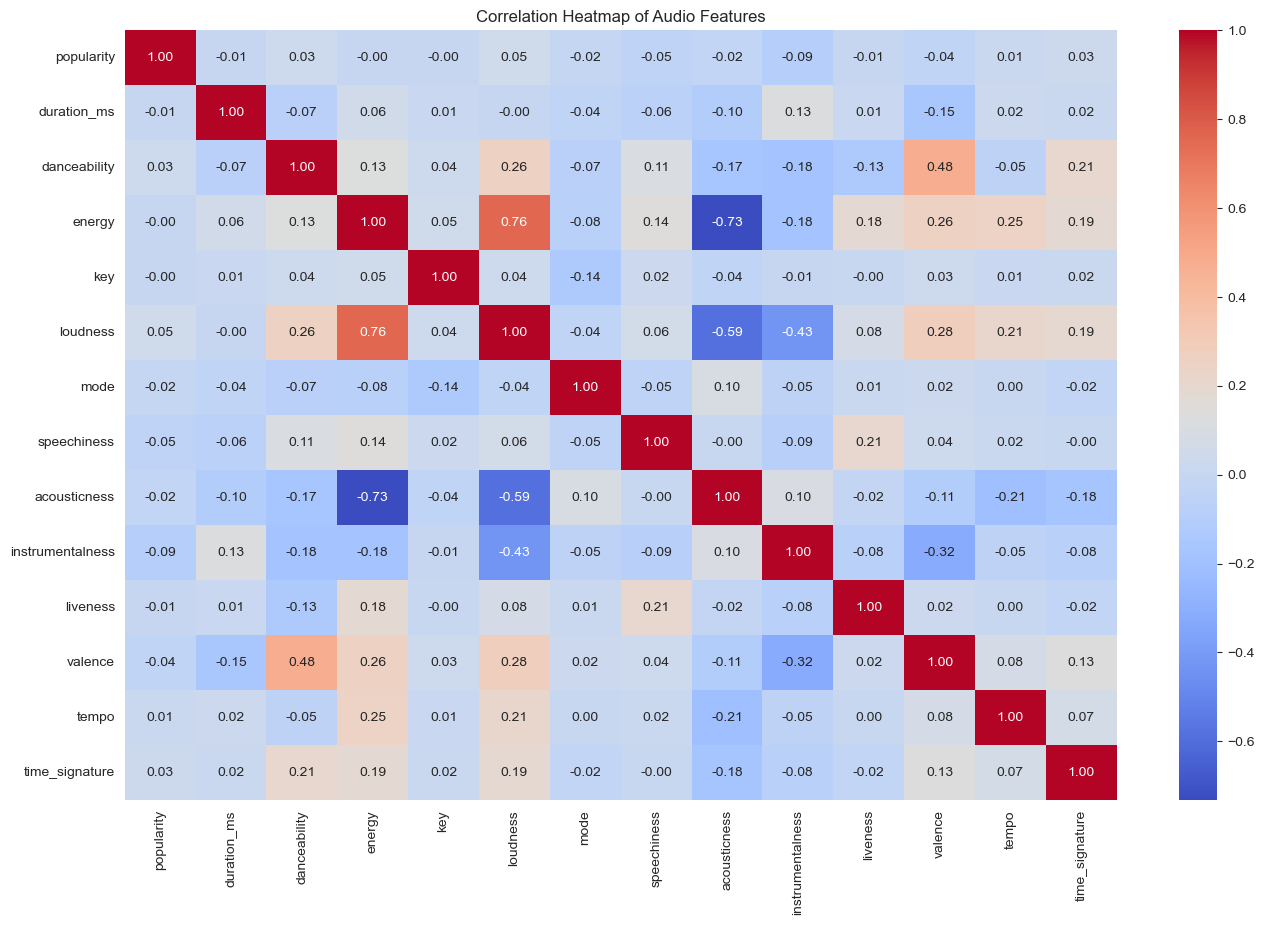 Correlation Heatmap of Audio Features
popularity 1.00 -0.01 0.03 -0.00 -0.00 0.05 -0.02 -0.05 -0.02 -0.09 -0.01 -0.04 0.01 0.03
duration_ms -0.01 1.00 -0.07 0.06 0.01 -0.00 -0.04 -0.06 -0.10 0.13 0.01 -0.15 0.02 0.02
danceability 0.03 -0.07 1.00 0.13 0.04 0.26 -0.07 0.11 -0.17 -0.18 -0.13 0.48 -0.05 0.21
energy -0.00 0.06 0.13 1.00 0.05 0.76 -0.08 0.14 -0.73 -0.18 0.18 0.26 0.25 0.19
key -0.00 0.01 0.04 0.05 1.00 0.04 -0.14 0.02 -0.04 -0.01 -0.00 0.03 0.01 0.02
loudness 0.05 -0.00 0.26 0.76 0.04 1.00 -0.04 0.06 -0.59 -0.43 0.08 0.28 0.21 0.19
mode -0.02 -0.04 -0.07 -0.08 -0.14 -0.04 1.00 -0.05 0.10 -0.05 0.01 0.02 0.00 -0.02
speechiness -0.05 -0.06 0.11 0.14 0.02 0.06 -0.05 1.00 -0.00 -0.09 0.21 0.04 0.02 -0.00
acousticness -0.02 -0.10 -0.17 -0.73 -0.04 -0.59 0.10 -0.00 1.00 0.10 -0.02 -0.11 -0.21 -0.18
instrumentalness -0.09 0.13 -0.18 -0.18 -0.01 -0.43 -0.05 -0.09 0.10 1.00 -0.08 -0.32 -0.05 -0.08
liveness -0.01 0.01 -0.13 0.18 -0.00 0.08 0.01 0.21 -0.02 -0.08 1.00 0.02 0.00 -0.02
valence -0.04 -0.15 0.48 0.26 0.03 0.28 0.02 0.04 -0.11 -0.32 0.02 1.00 0.08 0.13
tempo 0.01 0.02 -0.05 0.25 0.01 0.21 0.00 0.02 -0.21 -0.05 0.00 0.08 1.00 0.07
time_signature 0.03 0.02 0.21 0.19 0.02 0.19 -0.02 -0.00 -0.18 -0.08 -0.02 0.13 0.07 1.00
popularity duration_ms danceability energy key loudness mode speechiness acousticness instrumentalness liveness valence tempo time_signature
1.0
0.8
0.6
0.4
0.2
0.0
−0.2
−0.4
−0.6